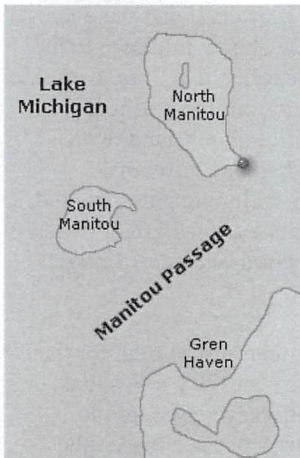 Lake
Michigan
North
Manitou
South
Manitou
Manitou Passage
Gren
Haven